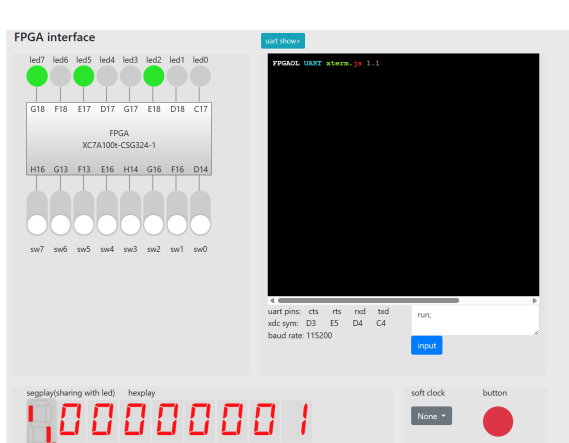 FPGA interface
uart show>
led7 led6 led5 led4 led3 led2 led1 led0
G18 F18 E17 D17 G17 E18 D18 C17
FPGA
XC7A100t-CSG324-1
H16 G13 F13 E16 H14 G16 F16 D14
sw7 sw6 sw5 sw4 sw3 sw2 sw1 sw0
FPGAOL UART xterm.js 1.1
uart pins: cts rts rxd txd
xdc sym: D3 E5 D4 C4
baud rate: 115200
run;
input
segplay(sharing with led) hexplay
0000001
soft clock button
None